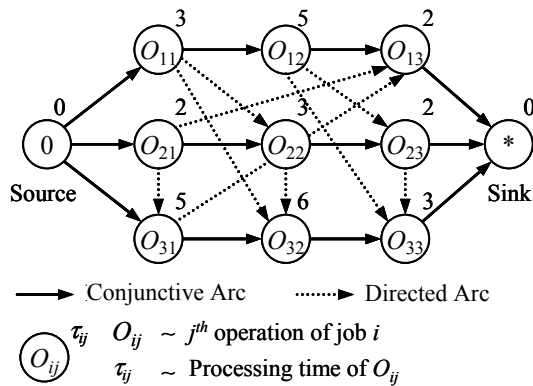 3 5 2
O11 O12 O13
0 2 3 2 0
0 O21 O22 O23 *
Source 5 6 3 Sink
O31 O32 O33
Conjunctive Arc Directed Arc
τij Oij ~ jth operation of job i
Oij τij ~ Processing time of Oij